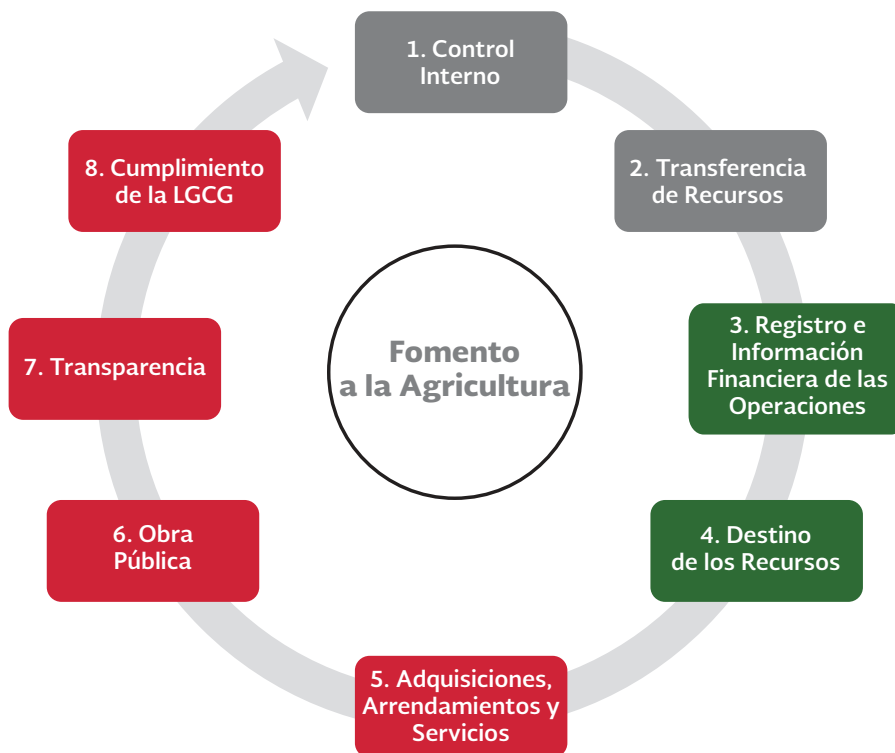 1. Control
Interno
2. Transferencia
de Recursos
3. Registro e
Información
Financiera de las
Operaciones
4. Destino
de los Recursos
5. Adquisiciones,
Arrendamientos y
Servicios
6. Obra
Pública
7. Transparencia
8. Cumplimiento
de la LGCG
Fomento
a la Agricultura